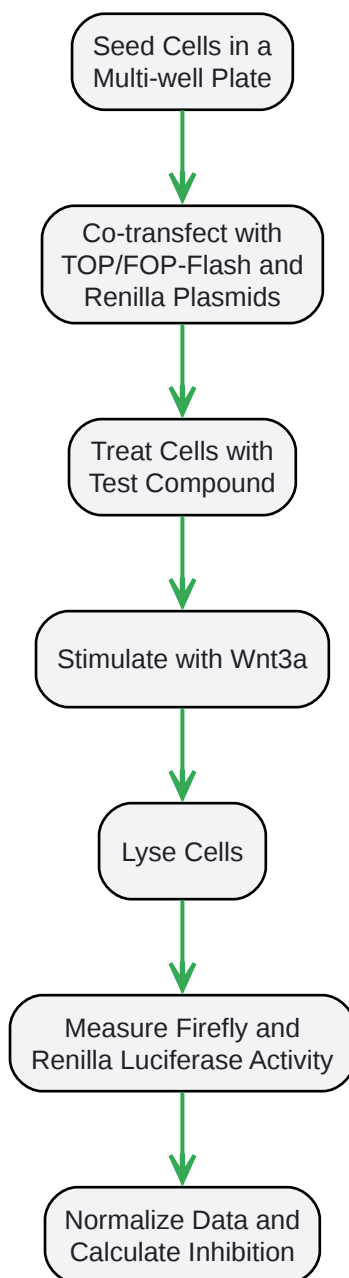 Seed Cells in a
Multi-well Plate
Co-transfect with
TOP/FOP-Flash and
Renilla Plasmids
Treat Cells with
Test Compound
Stimulate with Wnt3a
Lyse Cells
Measure Firefly and
Renilla Luciferase Activity
Normalize Data and
Calculate Inhibition